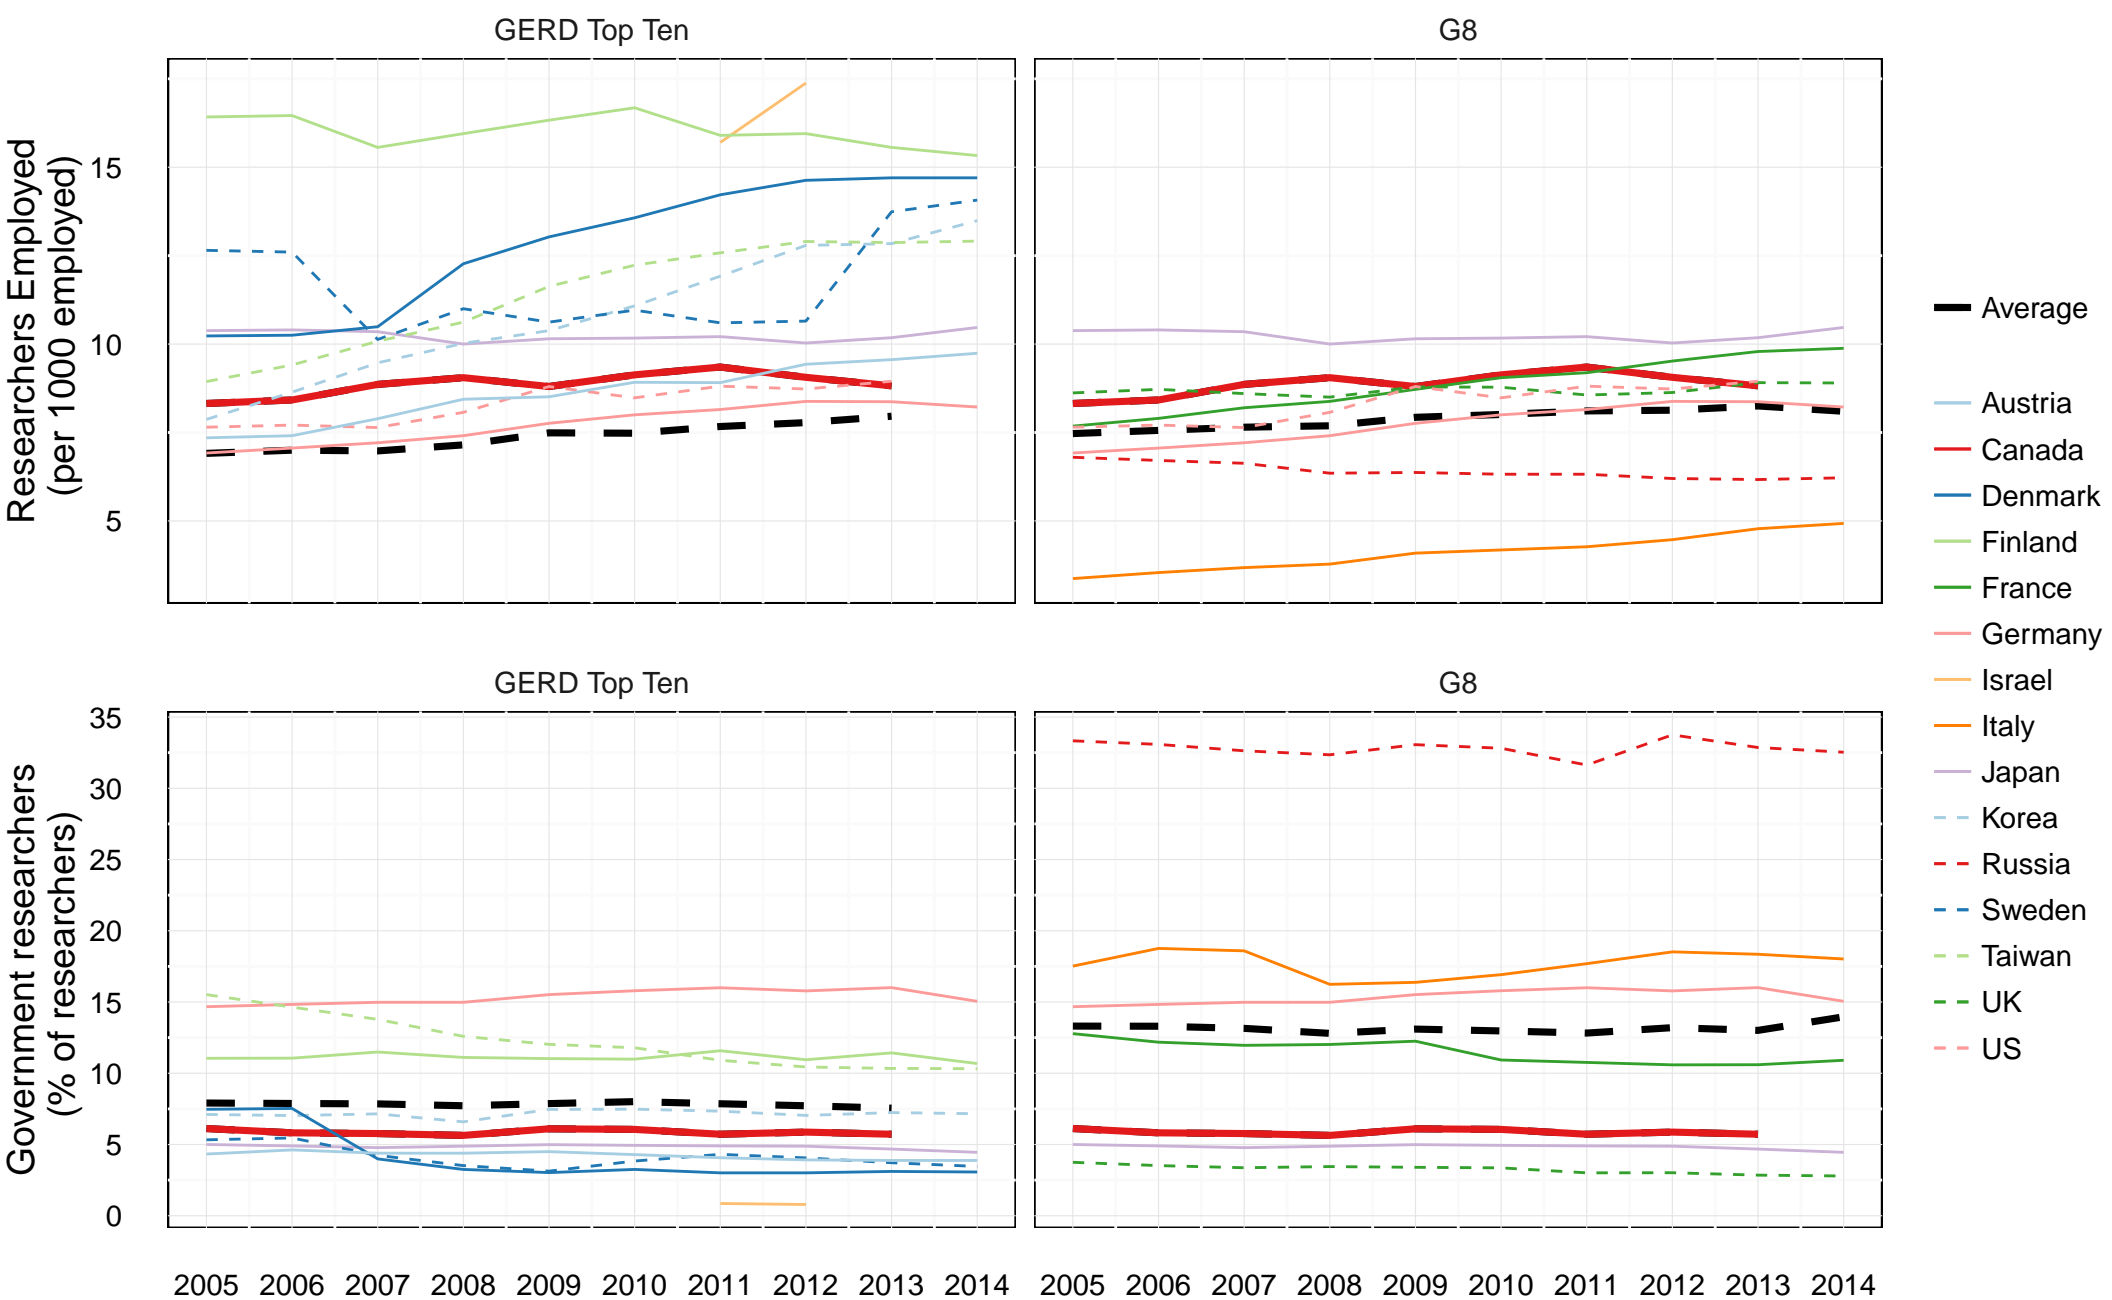 GERD Top Ten
G8
Researchers Employed
(per 1000 employed)
15
10
5
GERD Top Ten
G8
Government researchers
(% of researchers)
35
30
25
20
15
10
5
0
2005 2006 2007 2008 2009 2010 2011 2012 2013 2014
2005 2006 2007 2008 2009 2010 2011 2012 2013 2014
Average
Austria
Canada
Denmark
Finland
France
Germany
Israel
Italy
Japan
Korea
Russia
Sweden
Taiwan
UK
US